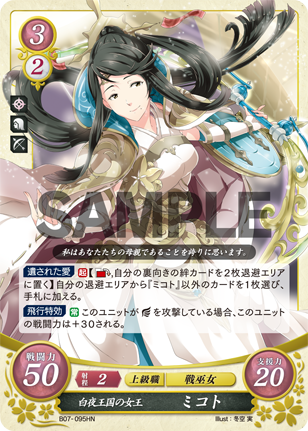 3
2
SAMPLE
私はあなたたちの母親であることを誇りに思います。
遺された愛 起 【 ,自分の裏向きの絆カードを2枚退避エリア
に置く】自分の退避エリアから『ミコト』以外のカードを1枚選び、
手札に加える。
飛行特効 常 このユニットが を攻撃している場合、このユニット
の戦闘力は+30される。
戦闘力
50
射程 2 上級職 戦巫女
支援力
20
白夜王国の女王 ミコト
B07-095HN
Illust:冬空 実